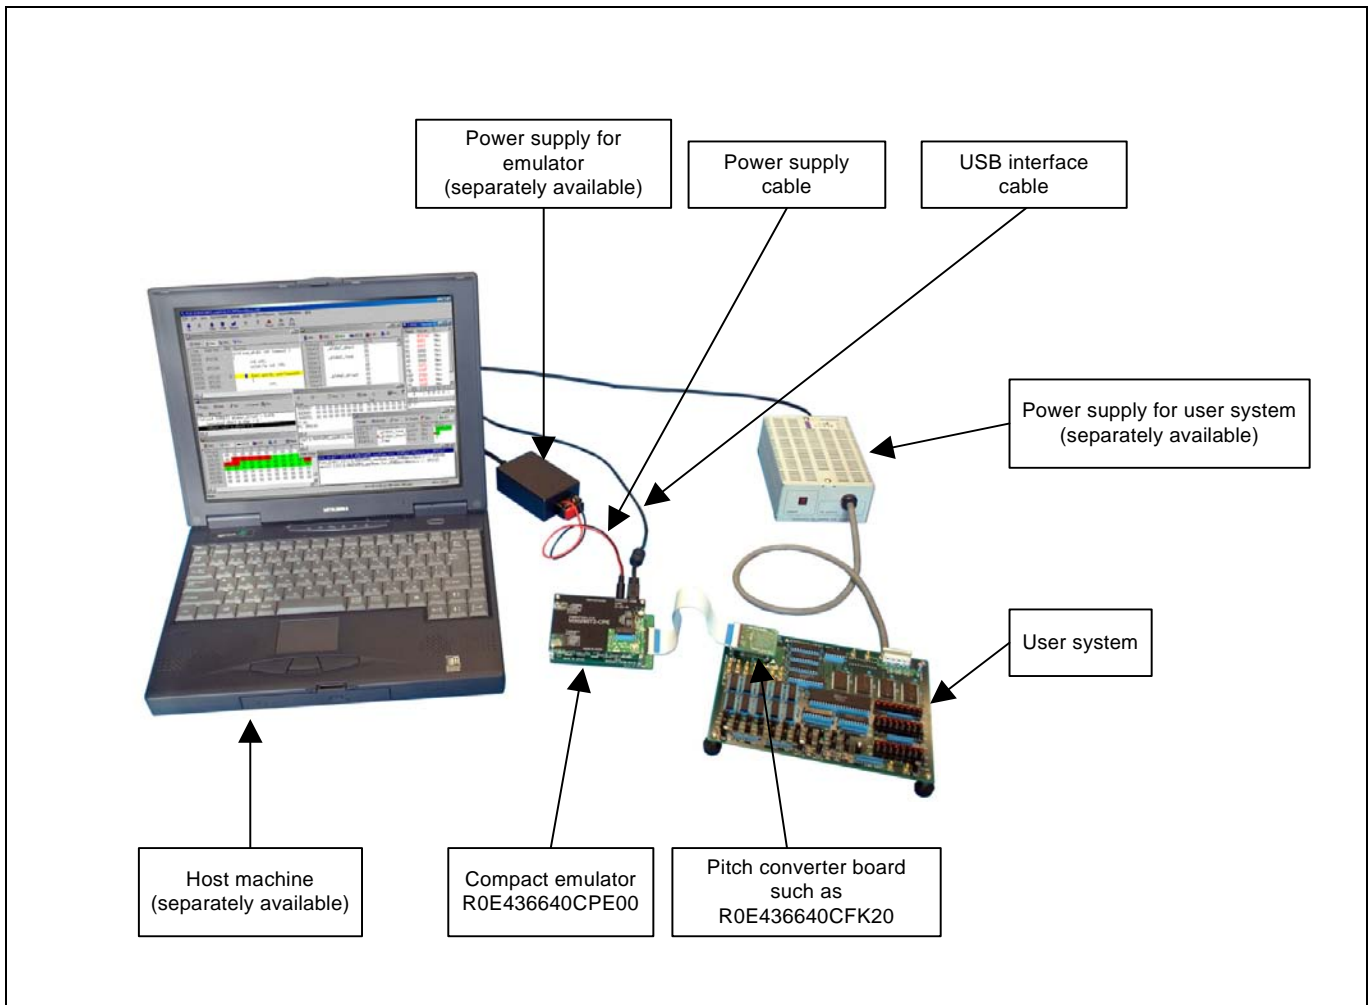 Power supply for
emulator
(separately available)
Power supply
cable
USB interface
cable
Power supply for user system
(separately available)
User system
MITSUBISHI
Host machine
(separately available)
Compact emulator
R0E436640CPE00
Pitch converter board
such as
R0E436640CFK20